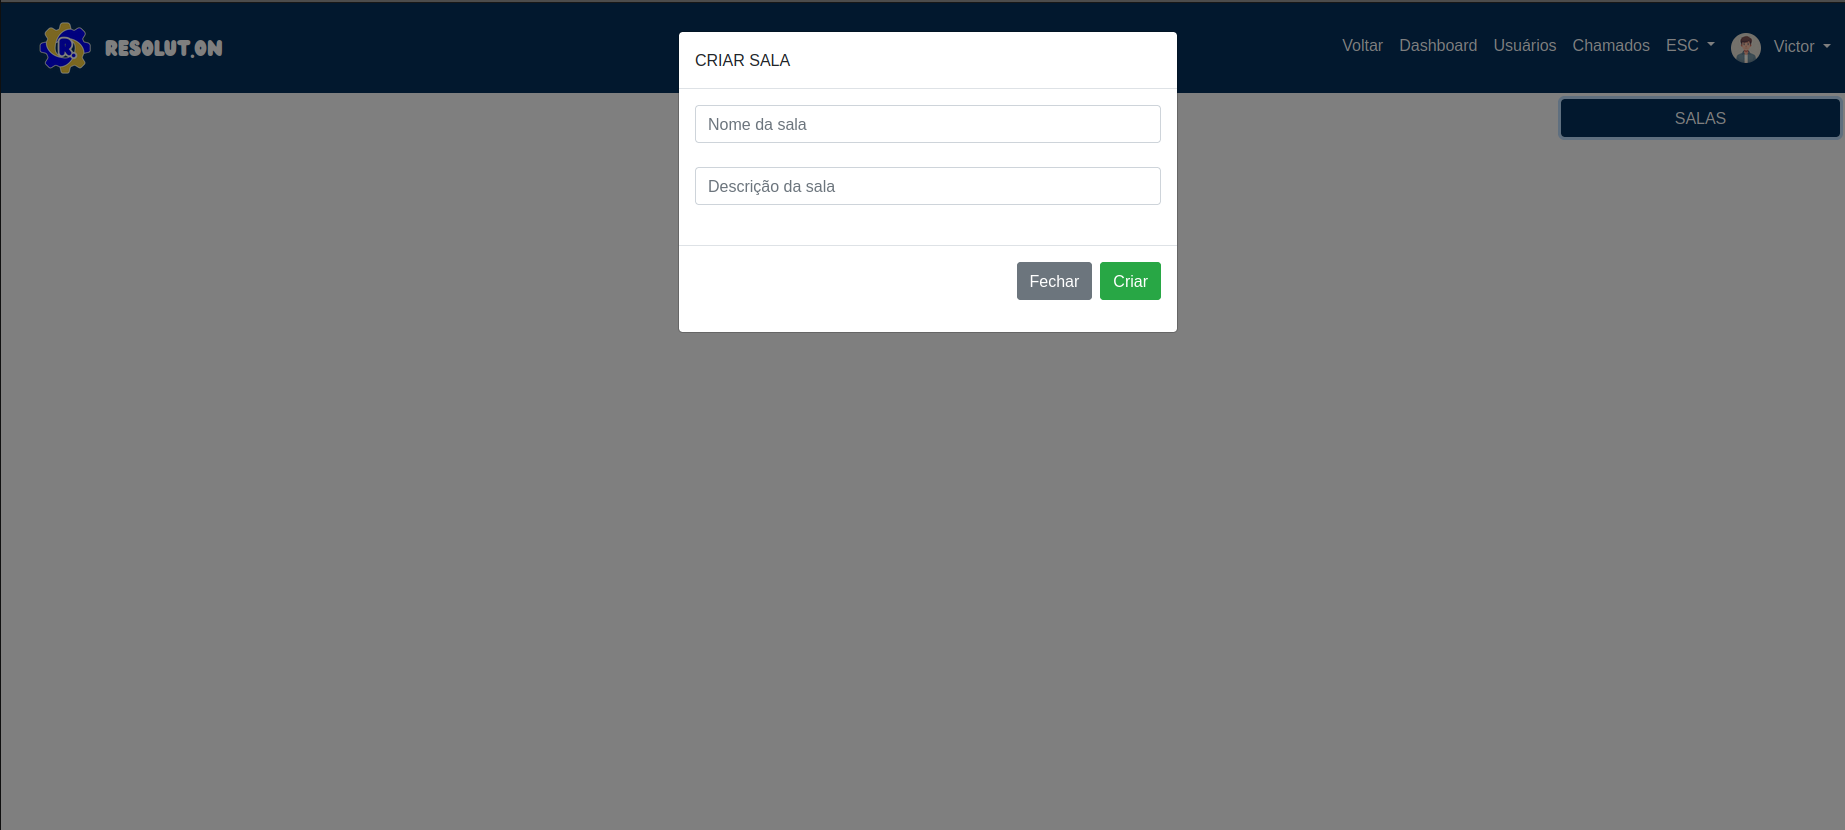 R.
RESOLUT.ON
Voltar Dashboard Usuários Chamados ESC Victor
SALAS
CRIAR SALA
Nome da sala
Descrição da sala
Fechar Criar